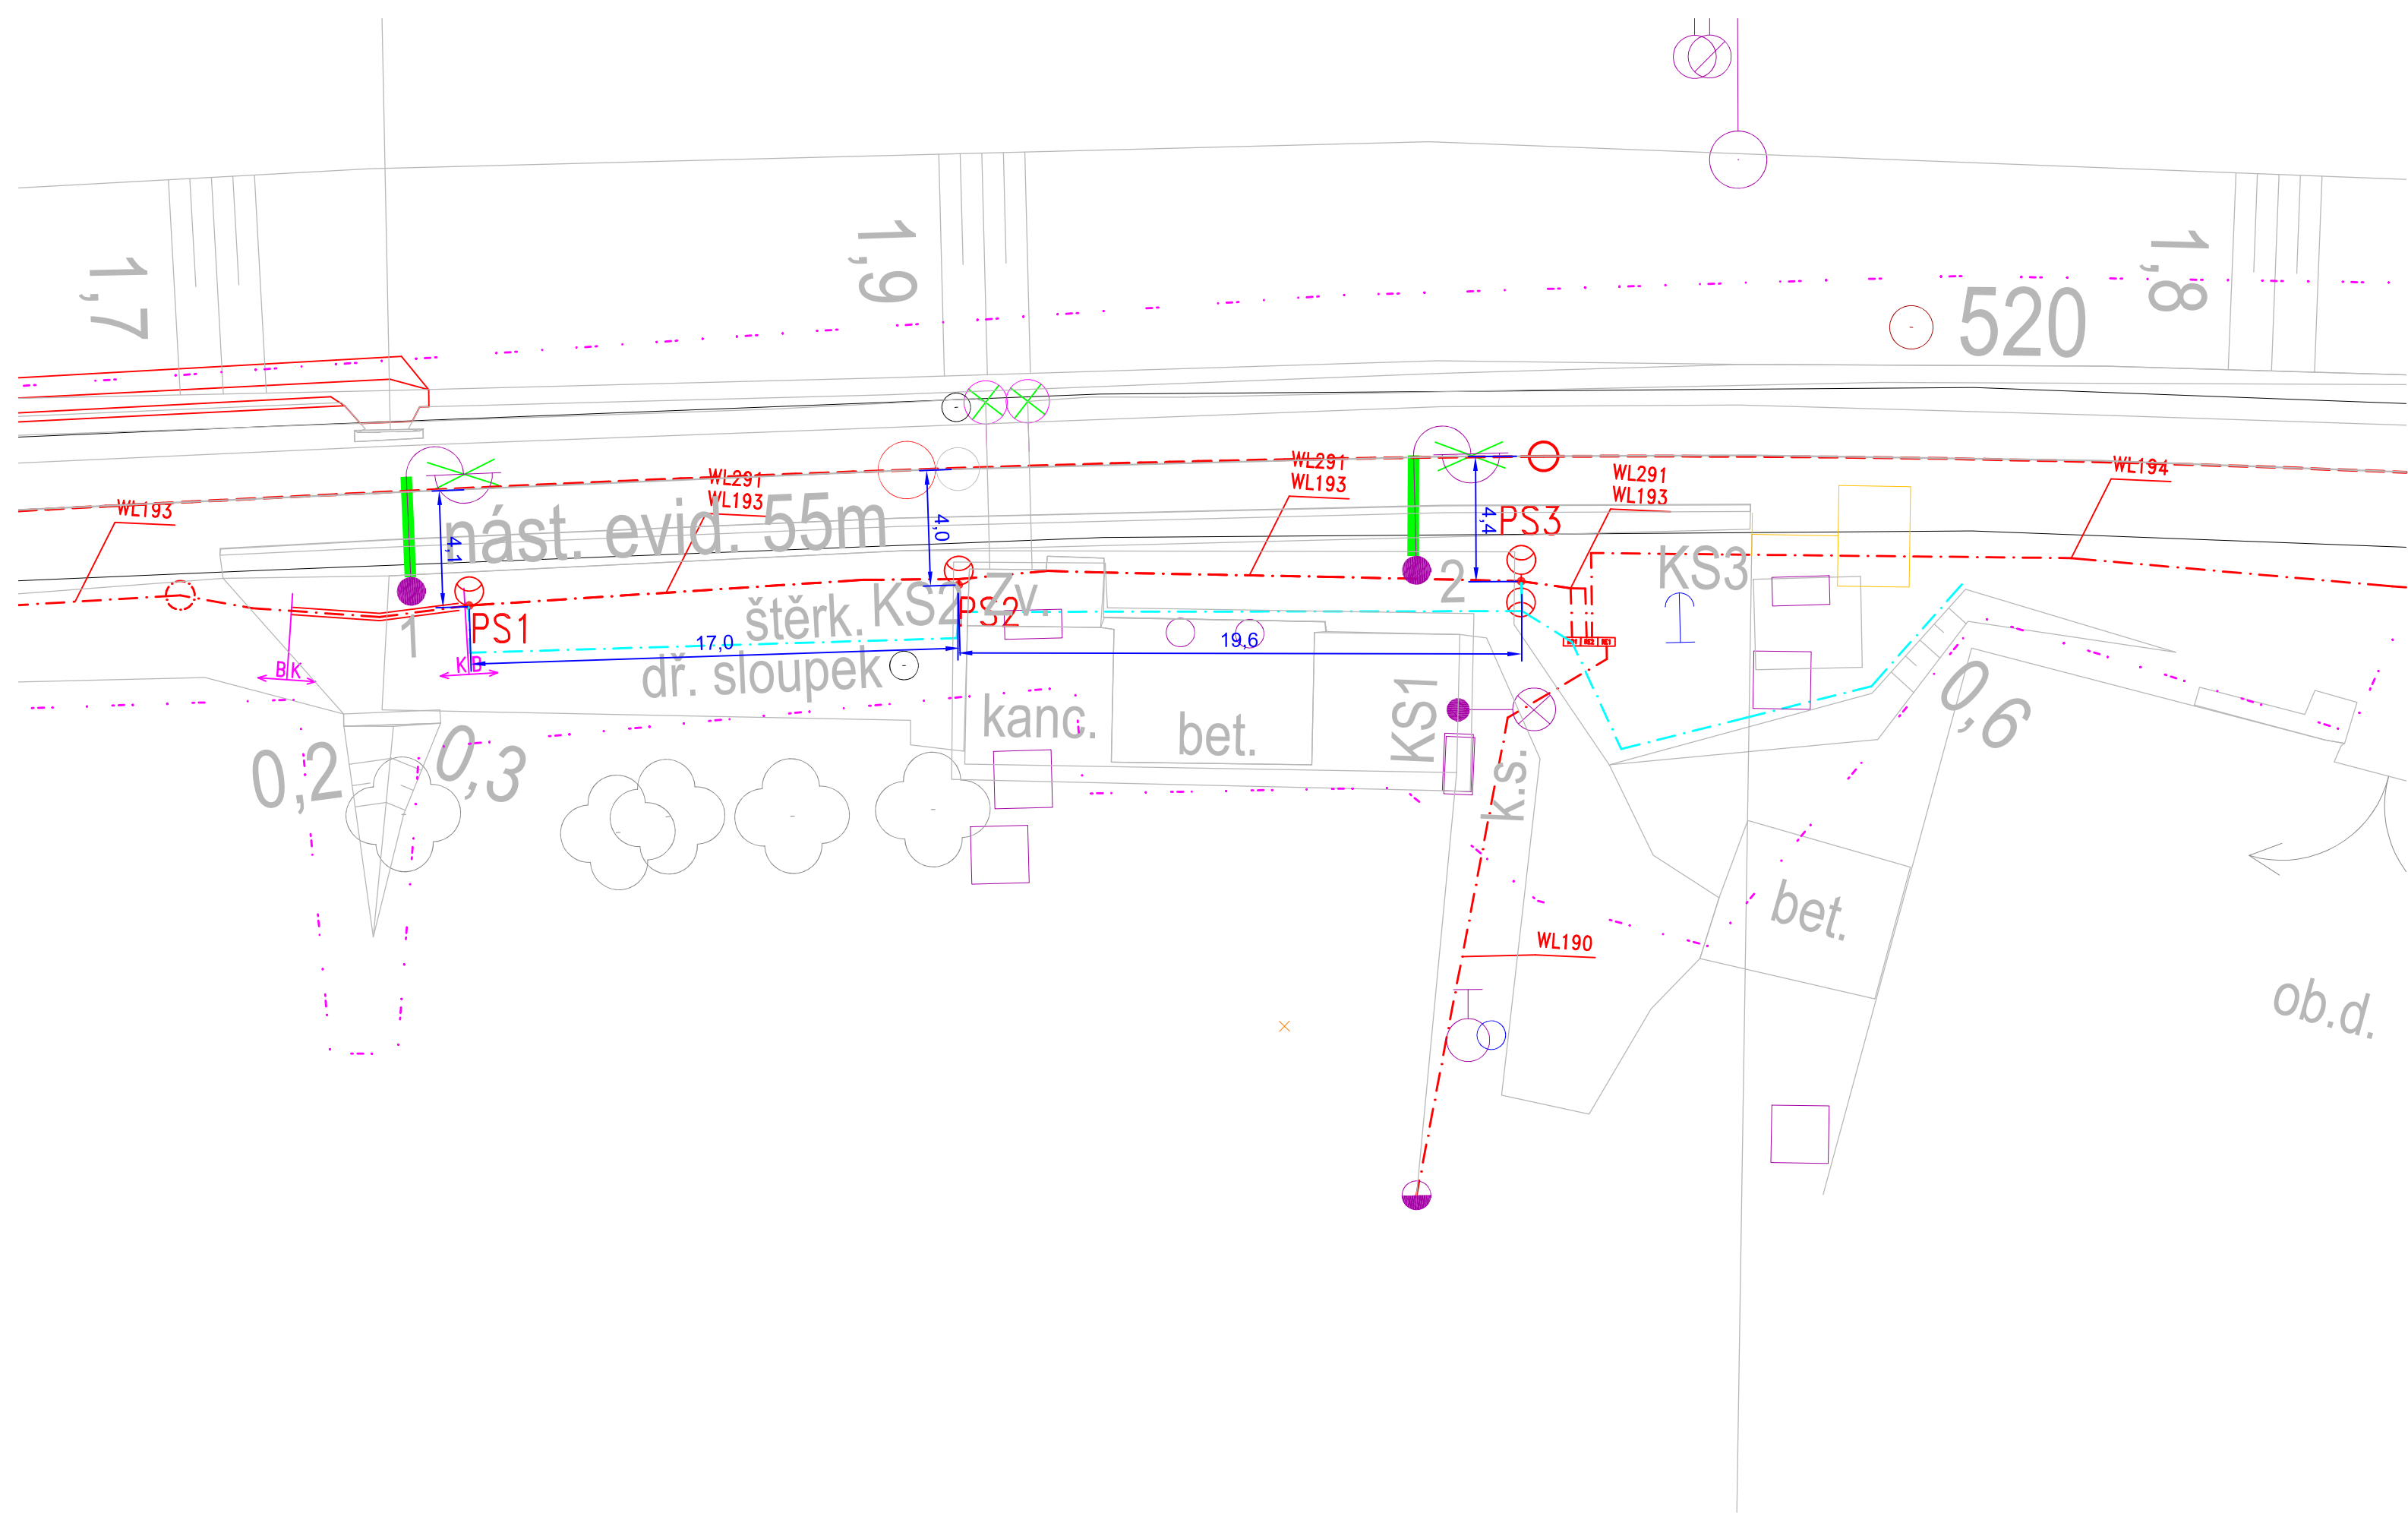 1,7
1,9
1,8
520
WL193
WL291
WL193
WL291
WL193
WL291
WL193
WL194
nást. evid. 55m
4,1
4,0
4,4
PS1
PS2
PS3
KS2
Zv.
KS3
štěrk.
dř. sloupek
1
2
17,0
19,6
BK
KB
kanc.
bet.
KS1
k.s.
0,2
0,3
0,6
WL190
bet.
ob.d.